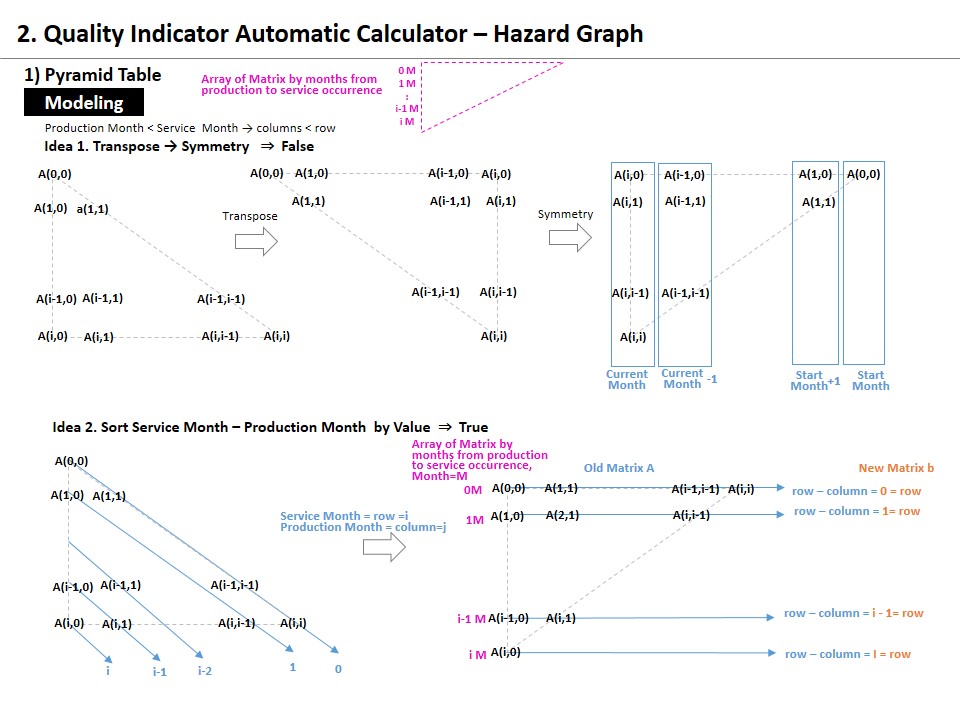 2. Quality Indicator Automatic Calculator – Hazard Graph
1) Pyramid Table
Modeling
Array of Matrix by months from
production to service occurrence
0 M
1 M
:
i-1 M
i M
Production Month < Service Month → columns < row
Idea 1. Transpose → Symmetry ⇒ False
A(0,0)
A(1,0) a(1,1)
A(i-1,0) A(i-1,1) A(i-1,i-1)
A(i,0) A(i,1) A(i,i-1) A(i,i)
Transpose
A(0,0) A(1,0) A(i-1,0) A(i,0)
A(1,1) A(i-1,1) A(i,1)
A(i-1,i-1) A(i,i-1)
A(i,i)
Symmetry
A(i,0) A(i-1,0) A(1,0) A(0,0)
A(i,1) A(i-1,1) A(1,1)
A(i,i-1) A(i-1,i-1)
A(i,i)
Current
Month
Current
Month -1
Start
Month+1
Start
Month
Idea 2. Sort Service Month – Production Month by Value ⇒ True
A(0,0)
A(1,0) A(1,1)
A(i-1,0) A(i-1,1) A(i-1,i-1)
A(i,0) A(i,1) A(i,i-1) A(i,i)
i i-1 i-2 1 0
Service Month = row =i
Production Month = column=j
Array of Matrix by
months from production
to service occurrence,
Month=M
Old Matrix A
New Matrix b
0M A(0,0) A(1,1) A(i-1,i-1) A(i,i) row – column = 0 = row
1M A(1,0) A(2,1) A(i,i-1) row – column = 1= row
i-1 M A(i-1,0) A(i,1) row – column = i - 1= row
i M A(i,0) row – column = I = row